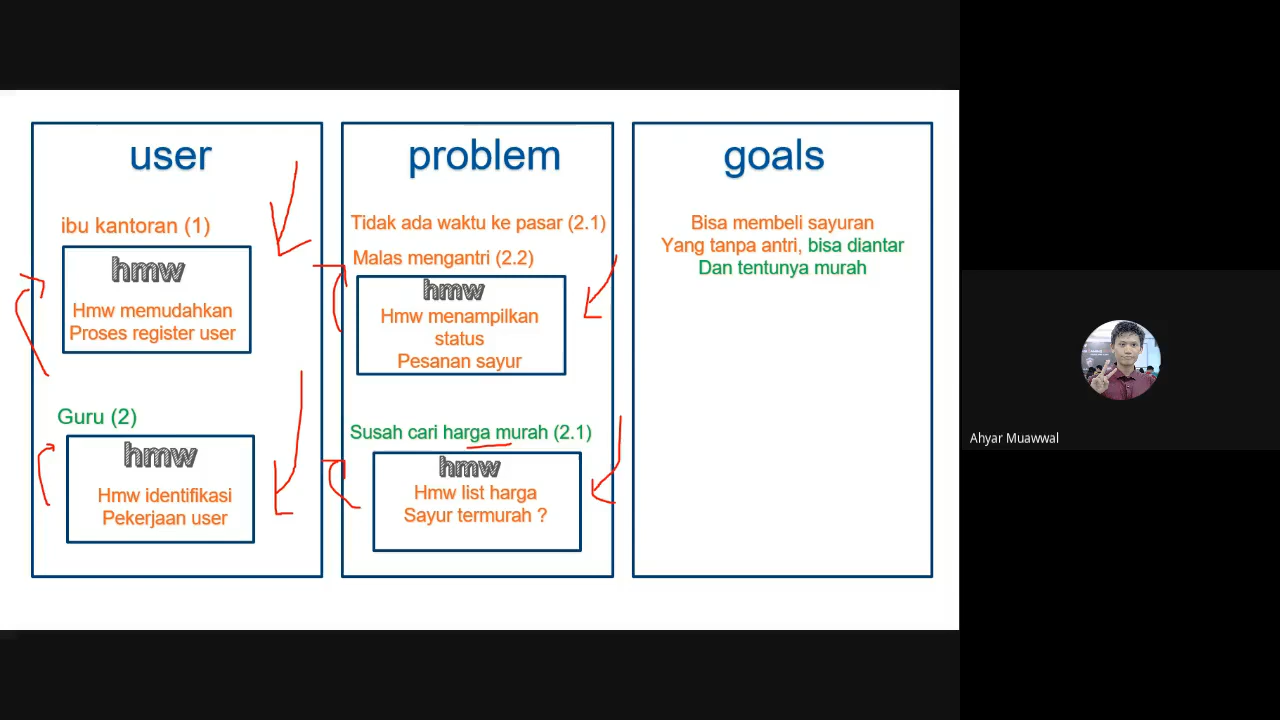 user
ibu kantoran (1)
hmw
Hmw memudahkan
Proses register user
Guru (2)
hmw
Hmw identifikasi
Pekerjaan user
problem
Tidak ada waktu ke pasar (2.1)
Malas mengantri (2.2)
hmw
Hmw menampilkan
status
Pesanan sayur
Susah cari harga murah (2.1)
hmw
Hmw list harga
Sayur termurah ?
goals
Bisa membeli sayuran
Yang tanpa antri, bisa diantar
Dan tentunya murah
Ahyar Muawwal